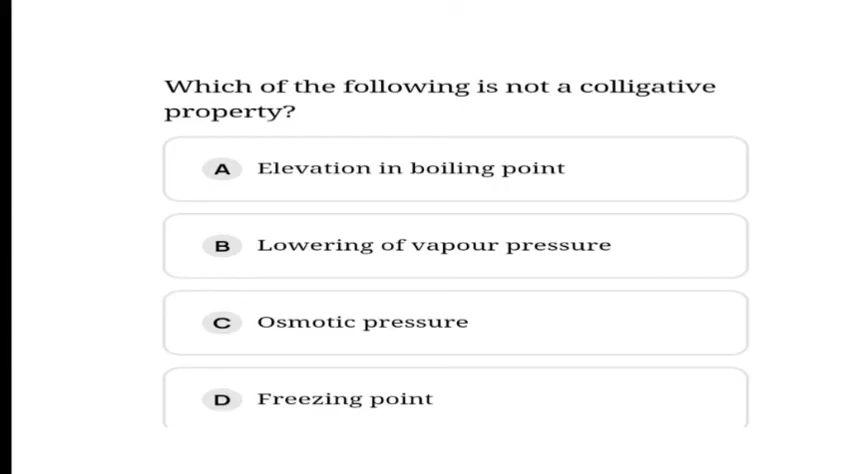 Which of the following is not a colligative
property?
A Elevation in boiling point
B Lowering of vapour pressure
C Osmotic pressure
D Freezing point